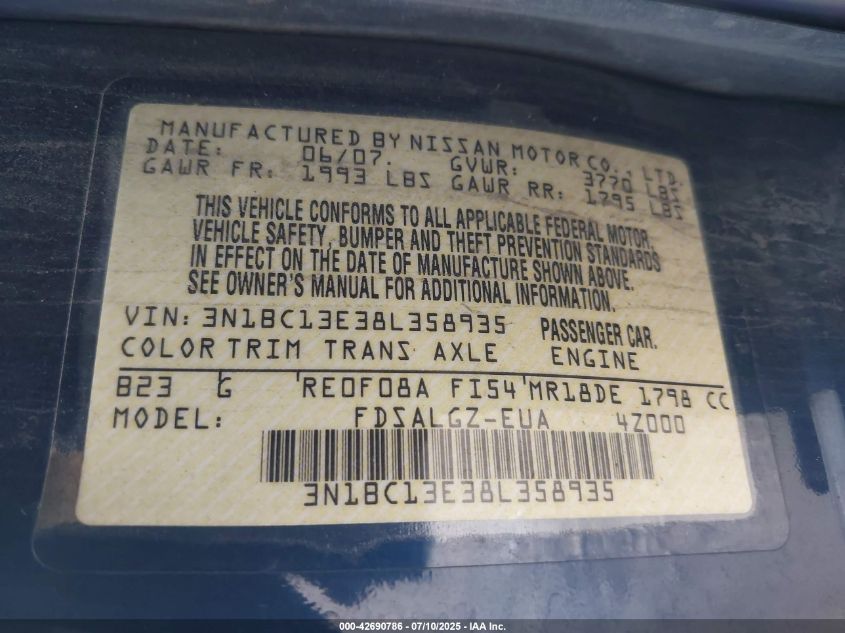 MANUFACTURED BY NISSAN MOTOR CO., LTD.
DATE: 06/07. GVWR: 3770 LBS
GAWR FR: 1993 LBS GAWR RR: 1795 LBS
THIS VEHICLE CONFORMS TO ALL APPLICABLE FEDERAL MOTOR
VEHICLE SAFETY, BUMPER AND THEFT PREVENTION STANDARDS
IN EFFECT ON THE DATE OF MANUFACTURE SHOWN ABOVE.
SEE OWNER'S MANUAL FOR ADDITIONAL INFORMATION.
VIN: 3N1BC13E38L358935 PASSENGER CAR.
COLOR TRIM TRANS AXLE ENGINE
B23 G RE0F08A FI54 MR18DE 1798 CC
MODEL: FDSALGZ-EUA 4Z000
3N1BC13E38L358935
000-42690786 - 07/10/2025 - IAA Inc.